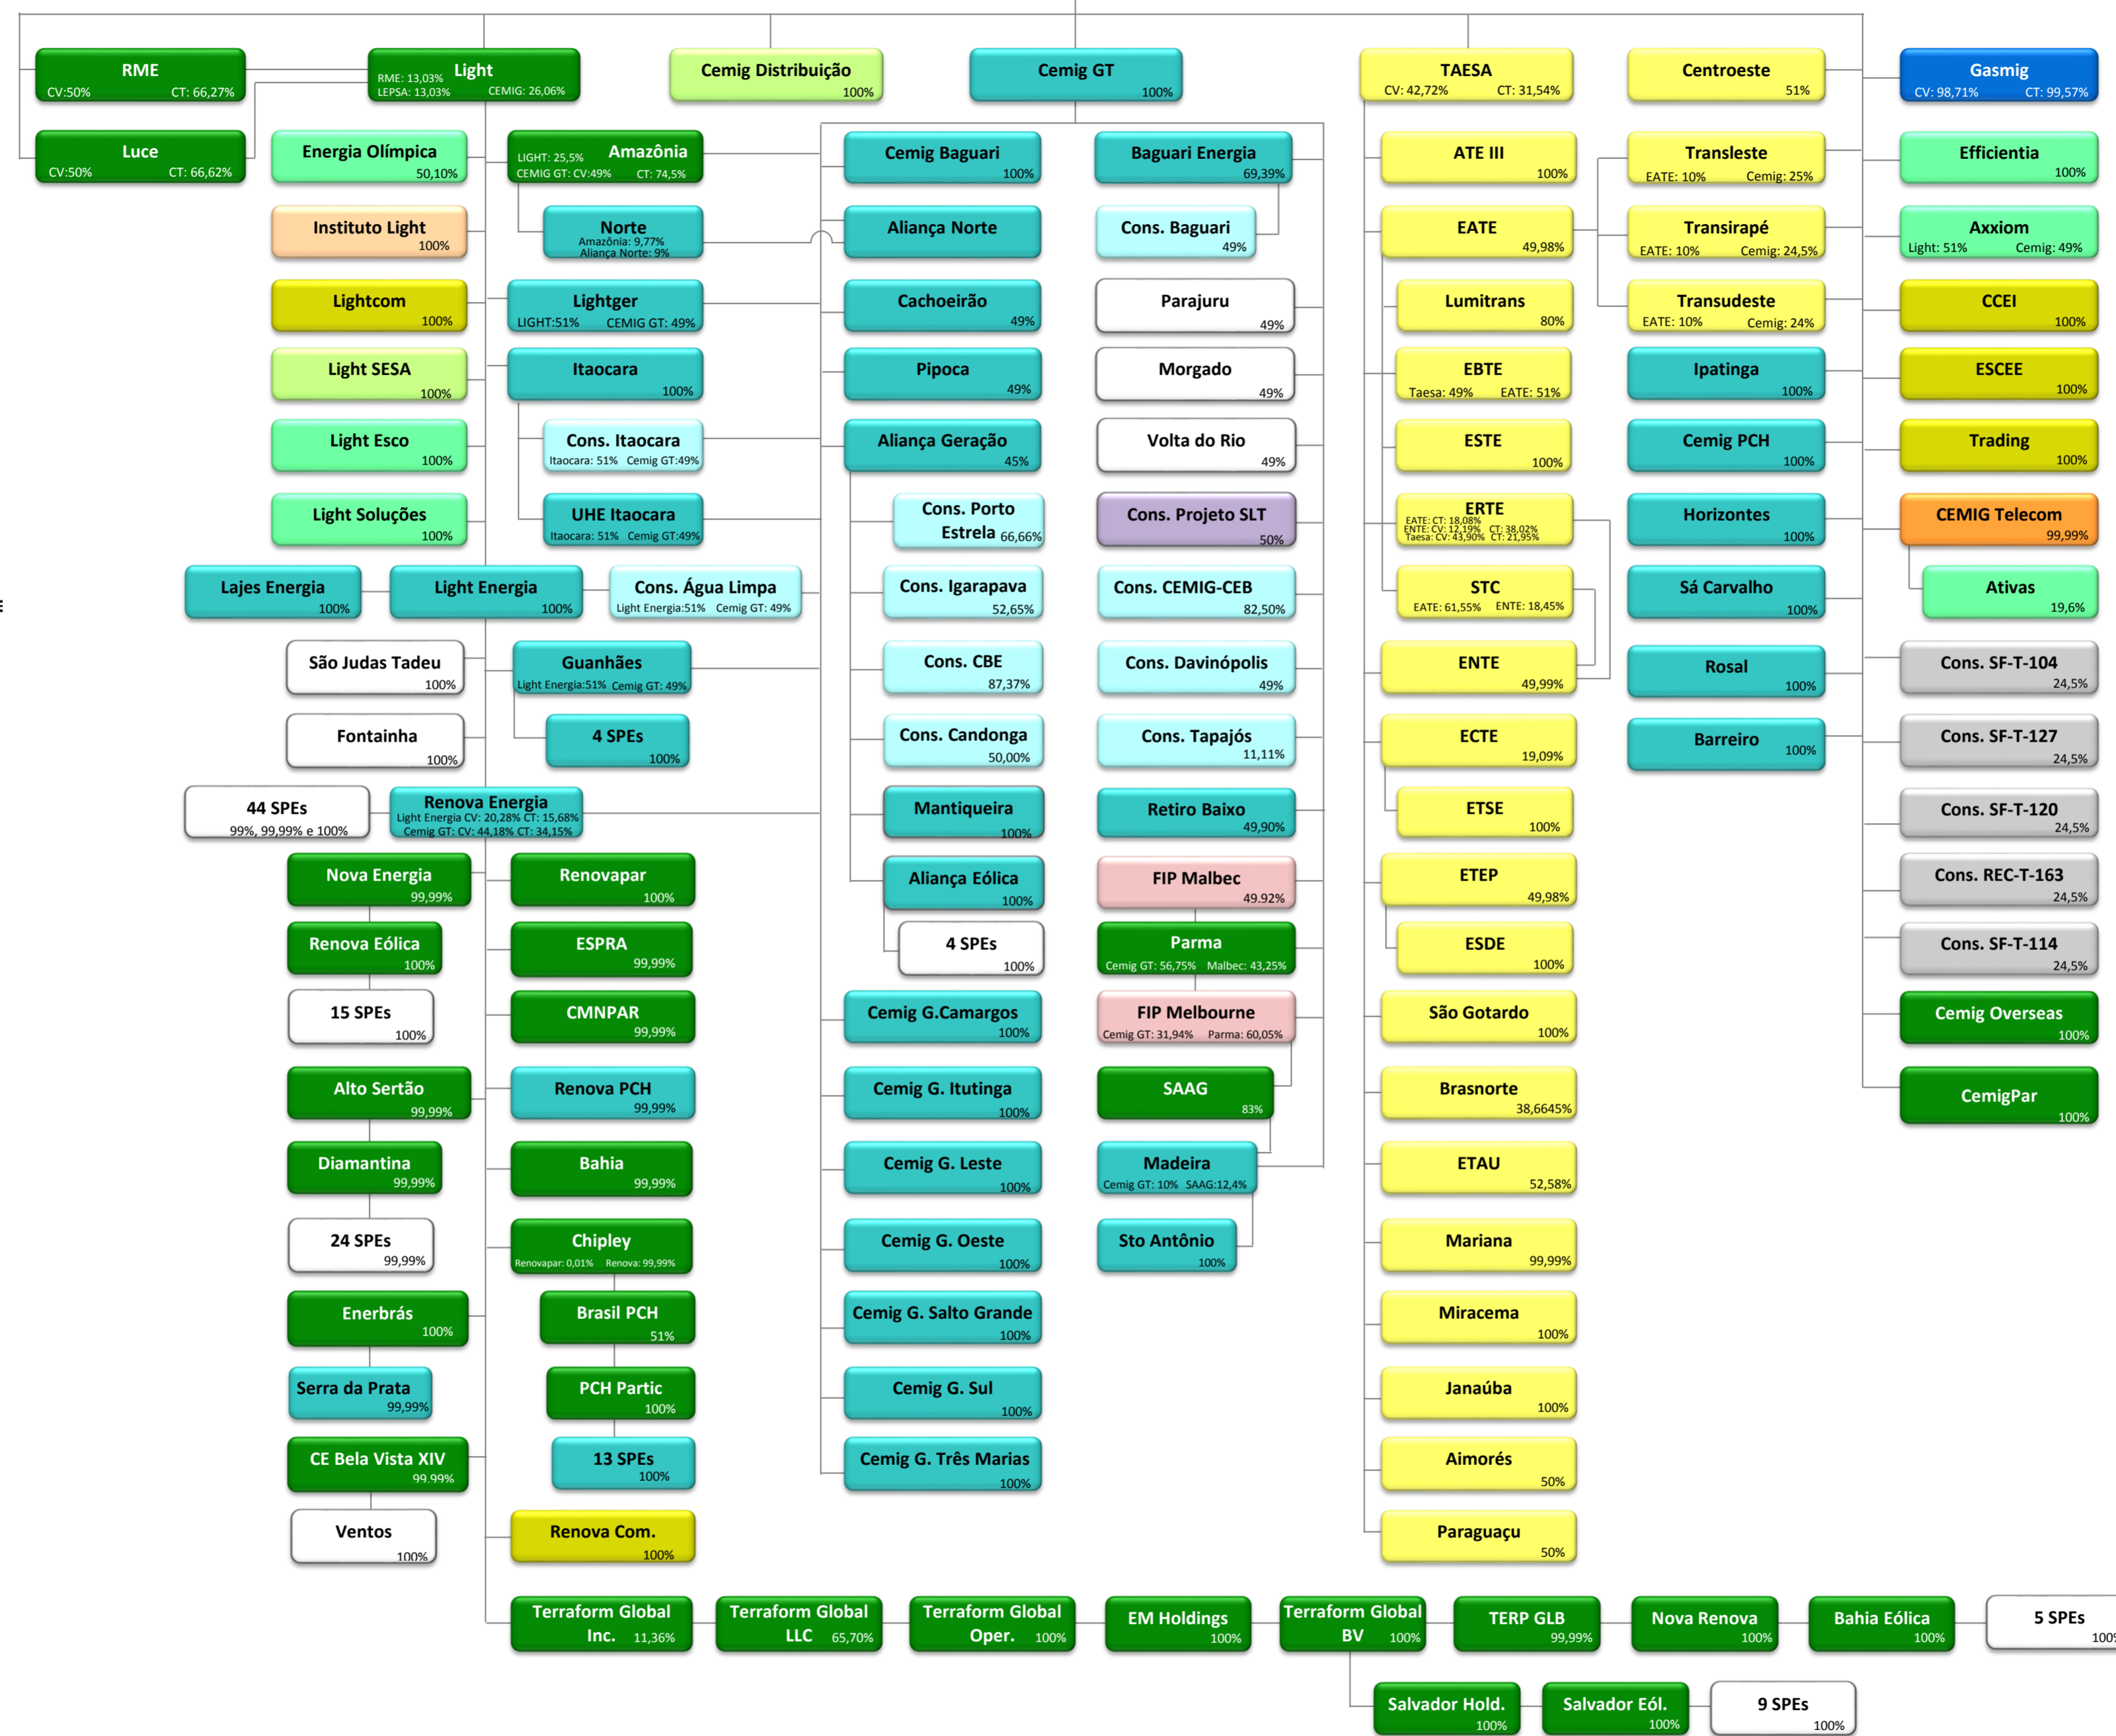 RME
CV:50% CT: 66,27%
Light
RME: 13,03%
LEPSA: 13,03% CEMIG: 26,06%
Cemig Distribuição
100%
Cemig GT
100%
TAESA
CV: 42,72% CT: 31,54%
Centroeste
51%
Gasmig
CV: 98,71% CT: 99,57%
Luce
CV:50% CT: 66,62%
Energia Olímpica
50,10%
LIGHT: 25,5% Amazônia
CEMIG GT: CV:49% CT: 74,5%
Cemig Baguari
100%
Baguari Energia
69,39%
ATE III
100%
Transleste
EATE: 10% Cemig: 25%
Efficientia
100%
Instituto Light
100%
Norte
Amazônia: 9,77%
Aliança Norte: 9%
Aliança Norte
Cons. Baguari
49%
EATE
49,98%
Transirapé
EATE: 10% Cemig: 24,5%
Axxiom
Light: 51% Cemig: 49%
Lightcom
100%
Lightger
LIGHT:51% CEMIG GT: 49%
Cachoeirão
49%
Parajuru
49%
Lumitrans
80%
Transudeste
EATE: 10% Cemig: 24%
CCEI
100%
Light SESA
100%
Itaocara
100%
Pipoca
49%
Morgado
49%
EBTE
Taesa: 49% EATE: 51%
Ipatinga
100%
ESCEE
100%
Light Esco
100%
Cons. Itaocara
Itaocara: 51% Cemig GT:49%
Aliança Geração
45%
Volta do Rio
49%
ESTE
100%
Cemig PCH
100%
Trading
100%
Light Soluções
100%
UHE Itaocara
Itaocara: 51% Cemig GT:49%
Cons. Porto
Estrela 66,66%
Cons. Projeto SLT
50%
ERTE
EATE: CT: 18,08%
ENTE: CV: 12,19% CT: 38,02%
Taesa: CV: 43,90% CT: 21,95%
Horizontes
100%
CEMIG Telecom
99,99%
Lajes Energia
100%
Light Energia
100%
Cons. Água Limpa
Light Energia:51% Cemig GT: 49%
Cons. Igarapava
52,65%
Cons. CEMIG-CEB
82,50%
STC
EATE: 61,55% ENTE: 18,45%
Sá Carvalho
100%
Ativas
19,6%
São Judas Tadeu
100%
Guanhães
Light Energia:51% Cemig GT: 49%
Cons. CBE
87,37%
Cons. Davinópolis
49%
ENTE
49,99%
Rosal
100%
Cons. SF-T-104
24,5%
Fontainha
100%
4 SPEs
100%
Cons. Candonga
50,00%
Cons. Tapajós
11,11%
ECTE
19,09%
Barreiro
100%
Cons. SF-T-127
24,5%
44 SPEs
99%, 99,99% e 100%
Renova Energia
Light Energia CV: 20,28% CT: 15,68%
Cemig GT: CV: 44,18% CT: 34,15%
Mantiqueira
100%
Retiro Baixo
49,90%
ETSE
100%
Cons. SF-T-120
24,5%
Nova Energia
99,99%
Renovapar
100%
Aliança Eólica
100%
FIP Malbec
49.92%
ETEP
49,98%
Cons. REC-T-163
24,5%
Renova Eólica
100%
ESPRA
99,99%
4 SPEs
100%
Parma
Cemig GT: 56,75% Malbec: 43,25%
ESDE
100%
Cons. SF-T-114
24,5%
15 SPEs
100%
CMNPAR
99,99%
Cemig G.Camargos
100%
FIP Melbourne
Cemig GT: 31,94% Parma: 60,05%
São Gotardo
100%
Cemig Overseas
100%
Alto Sertão
99,99%
Renova PCH
99,99%
Cemig G. Itutinga
100%
SAAG
83%
Brasnorte
38,6645%
CemigPar
100%
Diamantina
99,99%
Bahia
99,99%
Cemig G. Leste
100%
Madeira
Cemig GT: 10% SAAG:12,4%
ETAU
52,58%
24 SPEs
99,99%
Chipley
Renovapar: 0,01% Renova: 99,99%
Cemig G. Oeste
100%
Sto Antônio
100%
Mariana
99,99%
Enerbrás
100%
Brasil PCH
51%
Cemig G. Salto Grande
100%
Miracema
100%
Serra da Prata
99,99%
PCH Partic
100%
Cemig G. Sul
100%
Janaúba
100%
CE Bela Vista XIV
99,99%
13 SPEs
100%
Cemig G. Três Marias
100%
Aimorés
50%
Ventos
100%
Renova Com.
100%
Paraguaçu
50%
Terraform Global
Inc. 11,36%
Terraform Global
LLC 65,70%
Terraform Global
Oper. 100%
EM Holdings
100%
Terraform Global
BV 100%
TERP GLB
99,99%
Nova Renova
100%
Bahia Eólica
100%
5 SPEs
100%
Salvador Hold.
100%
Salvador Eól.
100%
9 SPEs
100%